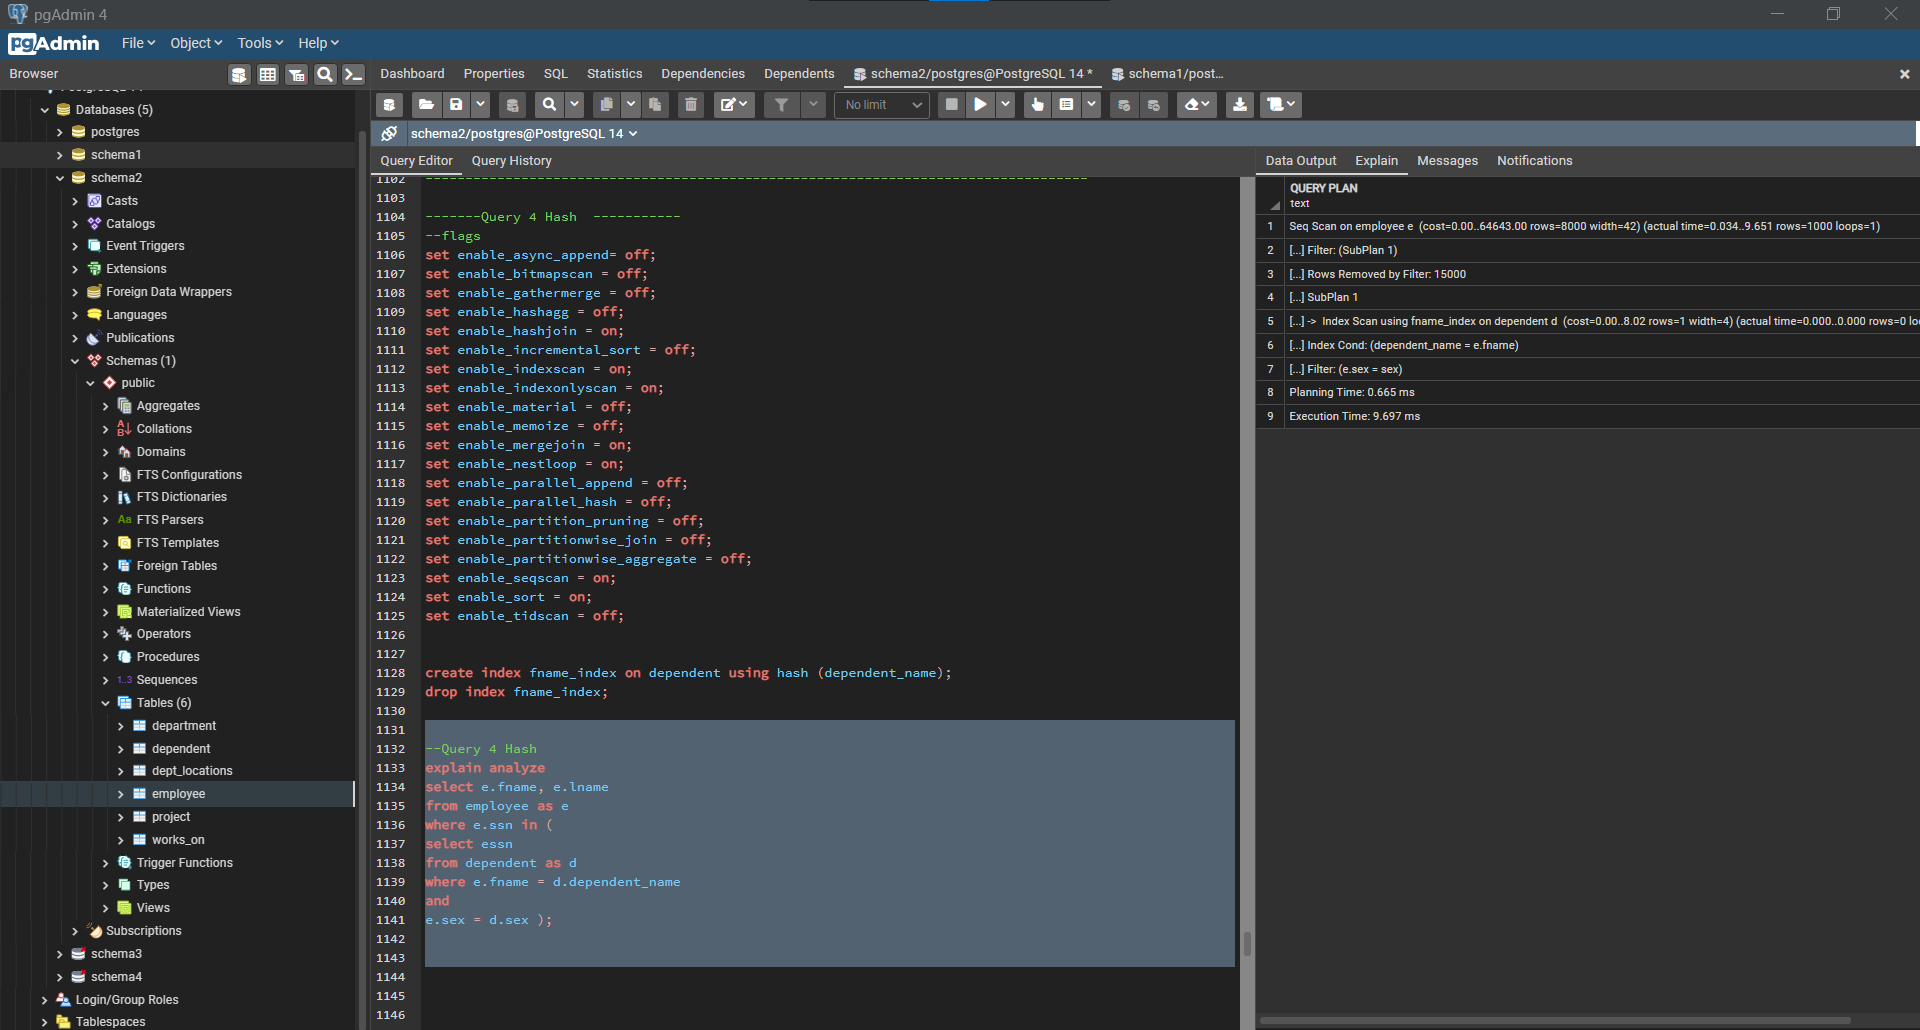 pgAdmin 4
pgAdmin File Object Tools Help
Browser
Dashboard Properties SQL Statistics Dependencies Dependents schema2/postgres@PostgreSQL 14 * schema1/post...
No limit
schema2/postgres@PostgreSQL 14
Databases (5)
postgres
schema1
schema2
Casts
Catalogs
Event Triggers
Extensions
Foreign Data Wrappers
Languages
Publications
Schemas (1)
public
Aggregates
Collations
Domains
FTS Configurations
FTS Dictionaries
Aa FTS Parsers
FTS Templates
Foreign Tables
Functions
Materialized Views
Operators
Procedures
1..3 Sequences
Tables (6)
department
dependent
dept_locations
employee
project
works_on
Trigger Functions
Types
Views
Subscriptions
schema3
schema4
Login/Group Roles
Tablespaces
Query Editor Query History
1102
1103
1104 -------Query 4 Hash  -----------
1105 --flags
1106 set enable_async_append= off;
1107 set enable_bitmapscan = off;
1108 set enable_gathermerge = off;
1109 set enable_hashagg = off;
1110 set enable_hashjoin = on;
1111 set enable_incremental_sort = off;
1112 set enable_indexscan = on;
1113 set enable_indexonlyscan = on;
1114 set enable_material = off;
1115 set enable_memoize = off;
1116 set enable_mergejoin = on;
1117 set enable_nestloop = on;
1118 set enable_parallel_append = off;
1119 set enable_parallel_hash = off;
1120 set enable_partition_pruning = off;
1121 set enable_partitionwise_join = off;
1122 set enable_partitionwise_aggregate = off;
1123 set enable_seqscan = on;
1124 set enable_sort = on;
1125 set enable_tidscan = off;
1126
1127
1128 create index fname_index on dependent using hash (dependent_name);
1129 drop index fname_index;
1130
1131
1132 --Query 4 Hash
1133 explain analyze
1134 select e.fname, e.lname
1135 from employee as e
1136 where e.ssn in (
1137 select essn
1138 from dependent as d
1139 where e.fname = d.dependent_name
1140 and
1141 e.sex = d.sex );
1142
1143
1144
1145
1146
Data Output Explain Messages Notifications
QUERY PLAN
text
1 Seq Scan on employee e (cost=0.00..64643.00 rows=8000 width=42) (actual time=0.034..9.651 rows=1000 loops=1)
2 [...] Filter: (SubPlan 1)
3 [...] Rows Removed by Filter: 15000
4 [...] SubPlan 1
5 [...] -> Index Scan using fname_index on dependent d (cost=0.00..8.02 rows=1 width=4) (actual time=0.000..0.000 rows=0 lo
6 [...] Index Cond: (dependent_name = e.fname)
7 [...] Filter: (e.sex = sex)
8 Planning Time: 0.665 ms
9 Execution Time: 9.697 ms